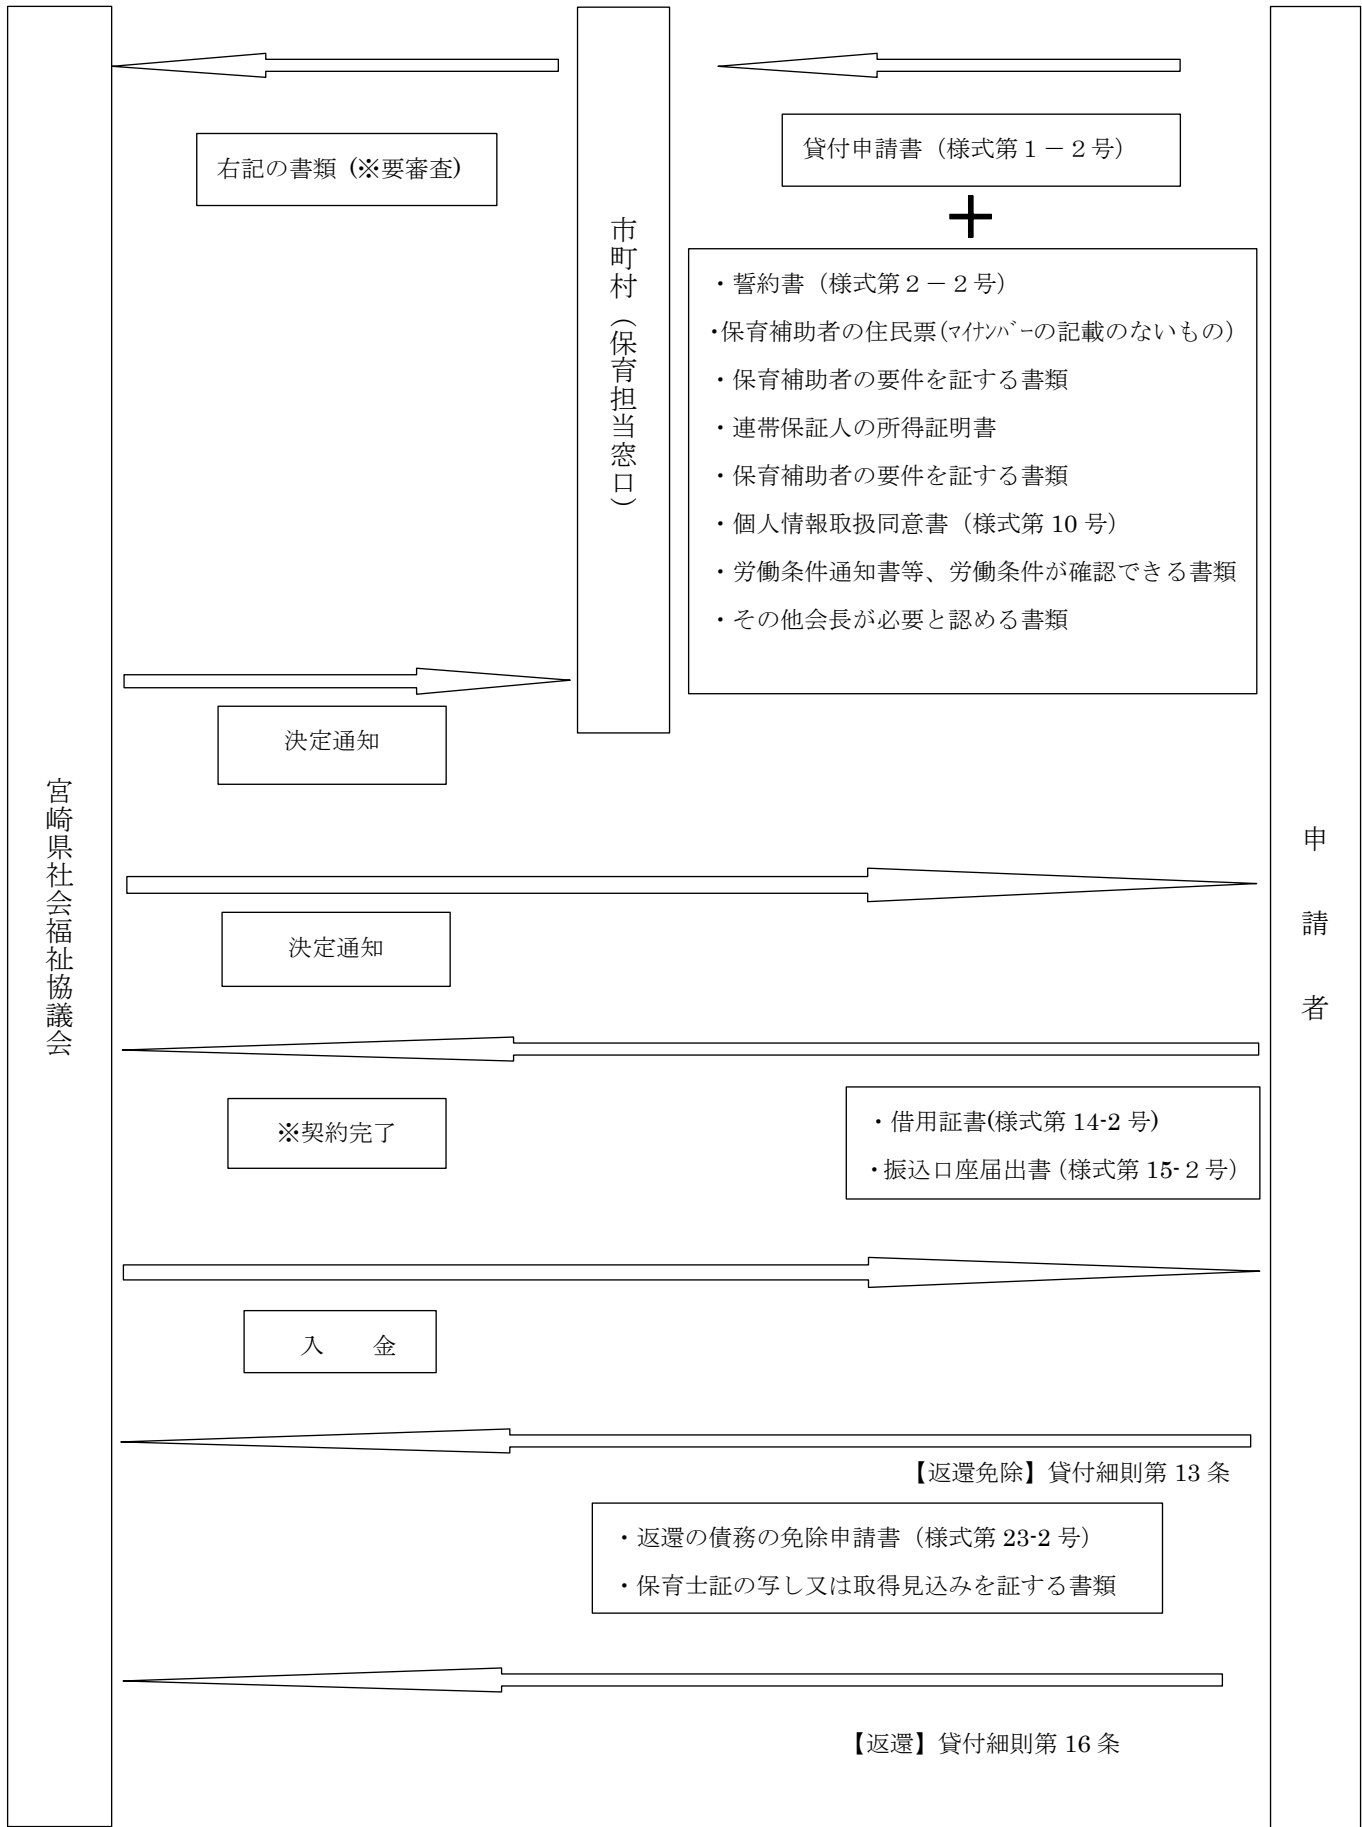 貸付申請書（様式第１－２号）
右記の書類 (※要審査)
＋
市町村（保育担当窓口）
・誓約書（様式第２－２号）
・保育補助者の住民票(ﾏｲﾅﾝﾊﾞｰの記載のないもの)
・保育補助者の要件を証する書類
・連帯保証人の所得証明書
・保育補助者の要件を証する書類
・個人情報取扱同意書（様式第 10 号）
・労働条件通知書等、労働条件が確認できる書類
・その他会長が必要と認める書類
決定通知
宮崎県社会福祉協議会
申請者
決定通知
※契約完了
・借用証書(様式第 14-2 号)
・振込口座届出書（様式第 15-２号）
入　金
【返還免除】貸付細則第 13 条
・返還の債務の免除申請書（様式第 23-2 号）
・保育士証の写し又は取得見込みを証する書類
【返還】貸付細則第 16 条